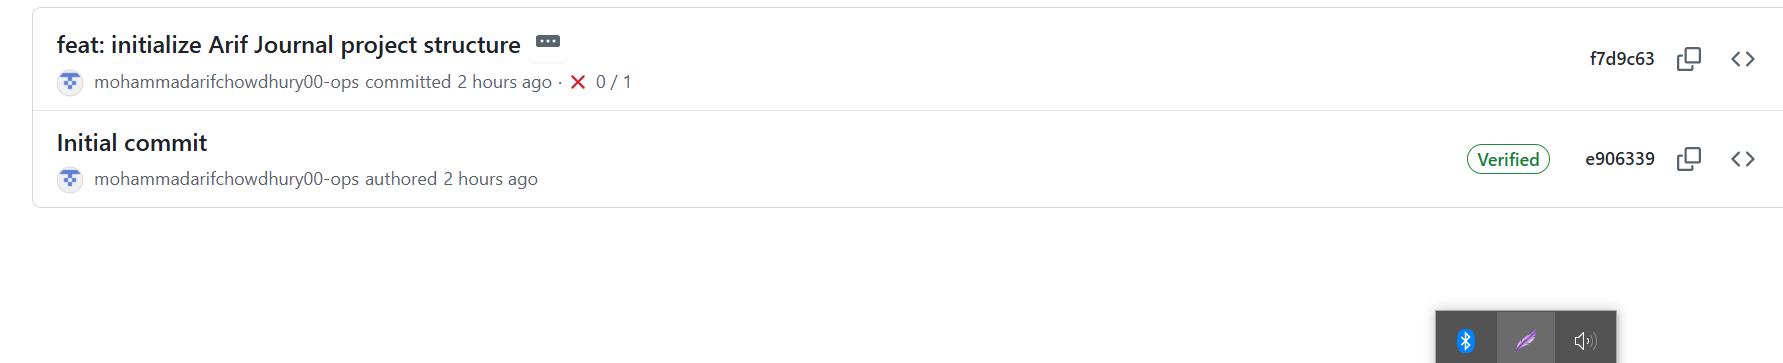 feat: initialize Arif Journal project structure
mohammadarifchowdhury00-ops committed 2 hours ago · 0 / 1
f7d9c63
Initial commit
mohammadarifchowdhury00-ops authored 2 hours ago
Verified
e906339